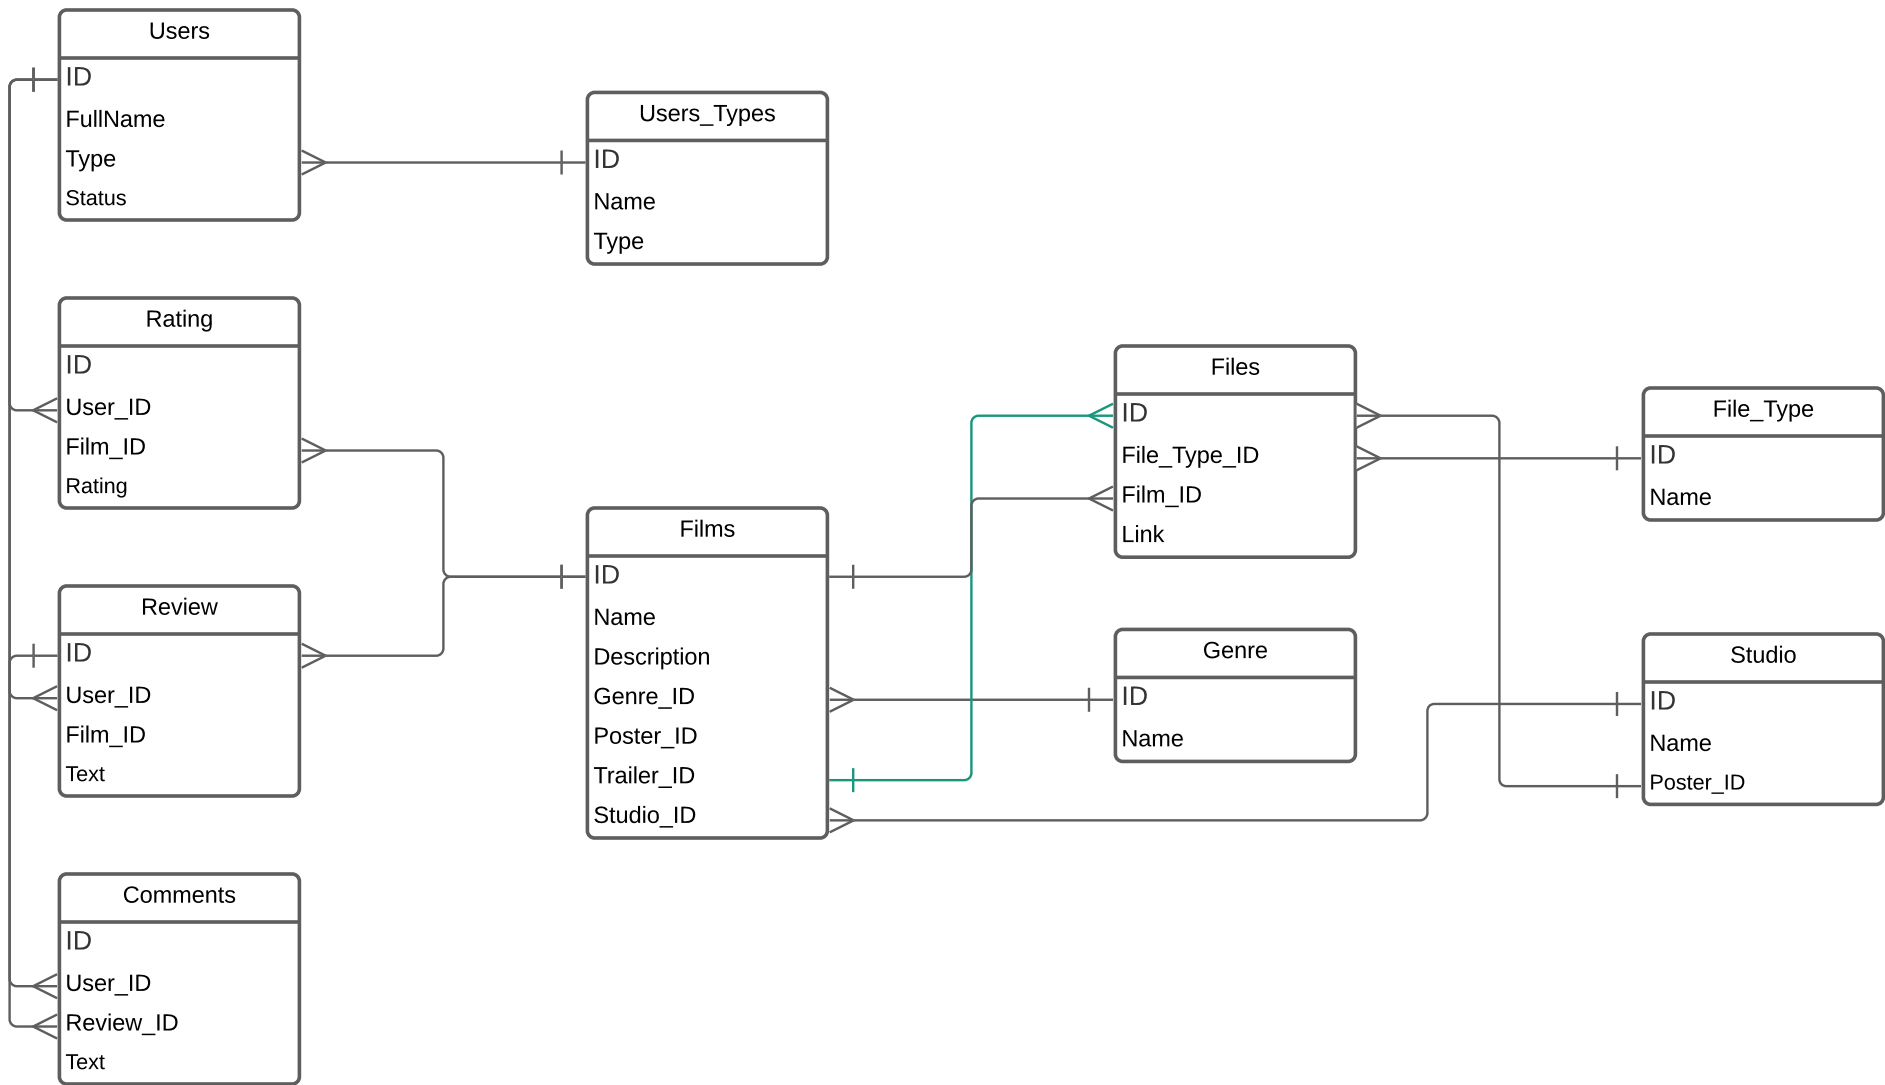 Users
ID
FullName
Type
Status
Users_Types
ID
Name
Type
Rating
ID
User_ID
Film_ID
Rating
Review
ID
User_ID
Film_ID
Text
Comments
ID
User_ID
Review_ID
Text
Films
ID
Name
Description
Genre_ID
Poster_ID
Trailer_ID
Studio_ID
Files
ID
File_Type_ID
Film_ID
Link
Genre
ID
Name
File_Type
ID
Name
Studio
ID
Name
Poster_ID